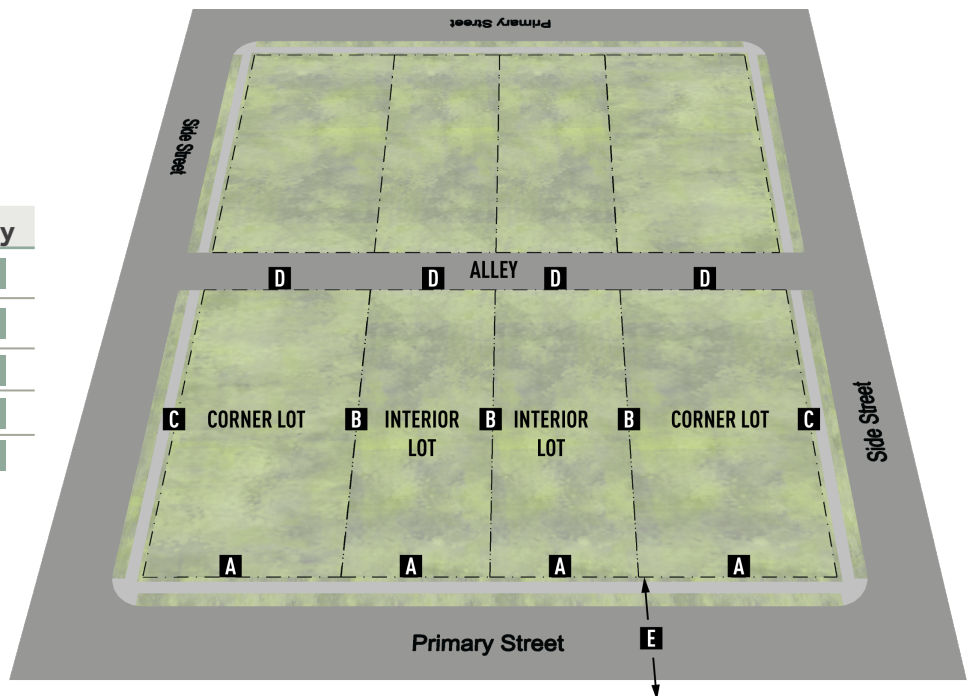 Primary Street
Side Street
y
ALLEY
D
D
D
D
C
CORNER LOT
B
INTERIOR
LOT
B
INTERIOR
LOT
B
CORNER LOT
C
Side Street
A
A
A
A
Primary Street
E